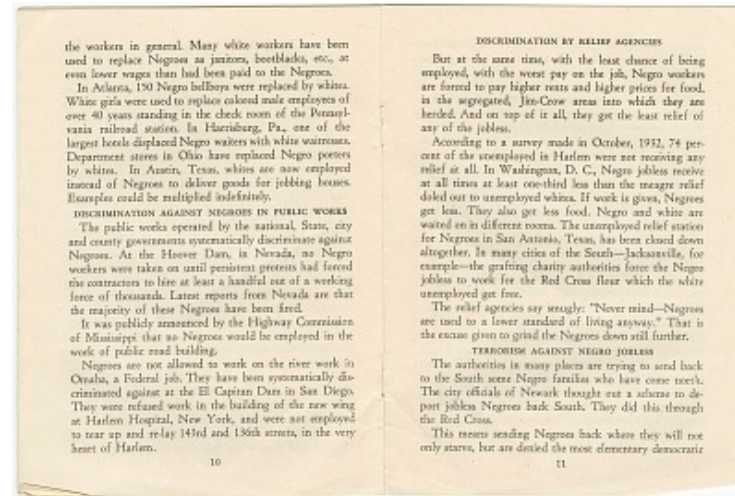 the workers in general. Many white workers have been
used to replace Negroes as janitors, bootblacks, etc., at
even lower wages than had been paid to the Negroes.
In Atlanta, 150 Negro bellboys were replaced by whites.
White girls were used to replace colored male employees of
over 40 years standing in the check room of the Pennsyl-
vania railroad station. In Harrisburg, Pa., one of the
largest hotels displaced Negro waiters with white waitresses.
Department stores in Ohio have replaced Negro porters
by whites. In Austin, Texas, whites are now employed
instead of Negroes to deliver goods for jobbing houses.
Examples could be multiplied indefinitely.
DISCRIMINATION AGAINST NEGROES IN PUBLIC WORKS
The public works operated by the national, State, city
and county governments systematically discriminate against
Negroes. At the Hoover Dam, in Nevada, no Negro
workers were taken on until persistent protests had forced
the contractors to hire at least a handful out of a working
force of thousands. Latest reports from Nevada are that
the majority of these Negroes have been fired.
It was publicly announced by the Highway Commission
of Mississippi that no Negroes would be employed in the
work of public road building.
Negroes are not allowed to work on the river work in
Omaha, a Federal job. They have been systematically dis-
criminated against at the El Capitan Dam in San Diego.
They were refused work in the building of the new wing
at Harlem Hospital, New York, and were not employed
to tear up and re-lay 143rd and 136th streets, in the very
heart of Harlem.
10
DISCRIMINATION BY RELIEF AGENCIES
But at the same time, with the least chance of being
employed, with the worst pay on the job, Negro workers
are forced to pay higher rents and higher prices for food,
in the segregated, Jim-Crow areas into which they are
herded. And on top of it all, they get the least relief of
any of the jobless.
According to a survey made in October, 1932, 74 per-
cent of the unemployed in Harlem were not receiving any
relief at all. In Washington, D. C., Negro jobless receive
at all times at least one-third less than the meagre relief
doled out to unemployed whites. If work is given, Negroes
get less. They also get less food. Negro and white are
waited on in different rooms. The unemployed relief station
for Negroes in San Antonio, Texas, has been closed down
altogether. In many cities of the South—Jacksonville, for
example—the grafting charity authorities force the Negro
jobless to work for the Red Cross flour which the white
unemployed get free.
The relief agencies say smugly: "Never mind—Negroes
are used to a lower standard of living anyway." That is
the excuse given to grind the Negroes down still further.
TERRORISM AGAINST NEGRO JOBLESS
The authorities in many places are trying to send back
to the South some Negro families who have come north.
The city officials of Newark thought out a scheme to de-
port jobless Negroes back South. They did this through
the Red Cross.
This means sending Negroes back where they will not
only starve, but are denied the most elementary democratic
11